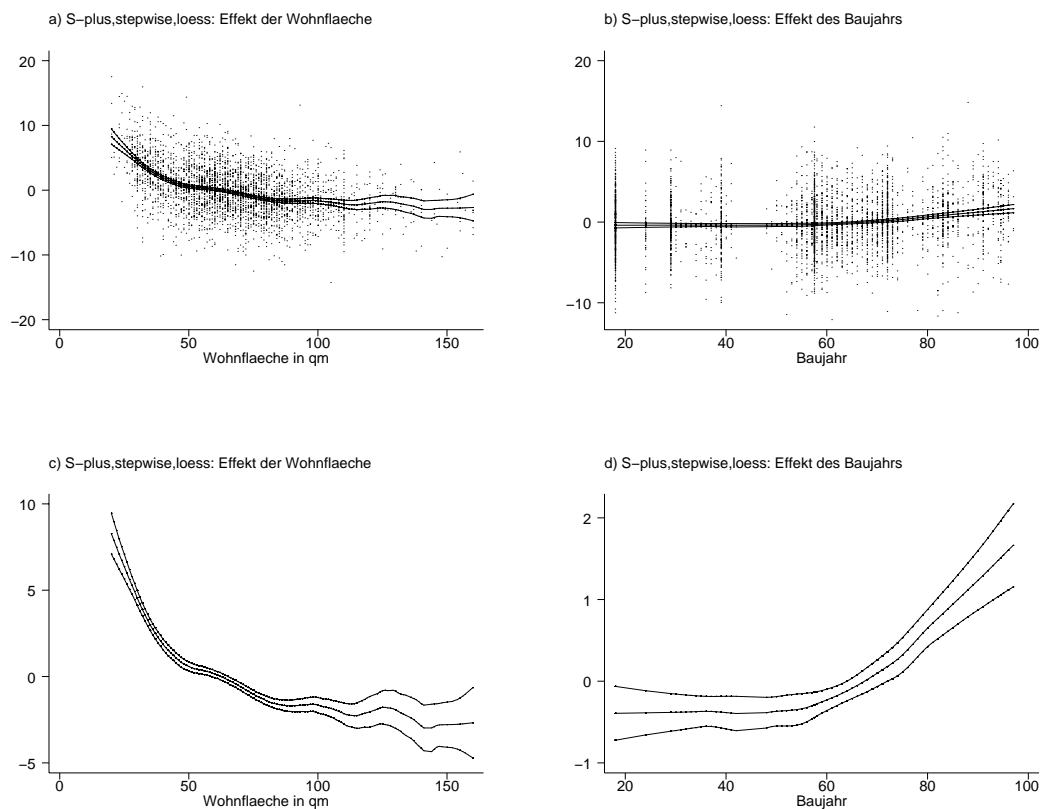 a) S−plus,stepwise,loess: Effekt der Wohnflaeche
20
10
0
−10
−20
0 50 100 150
Wohnflaeche in qm
b) S−plus,stepwise,loess: Effekt des Baujahrs
20
10
0
−10
20 40 60 80 100
Baujahr
c) S−plus,stepwise,loess: Effekt der Wohnflaeche
10
5
0
−5
0 50 100 150
Wohnflaeche in qm
d) S−plus,stepwise,loess: Effekt des Baujahrs
2
1
0
−1
20 40 60 80 100
Baujahr